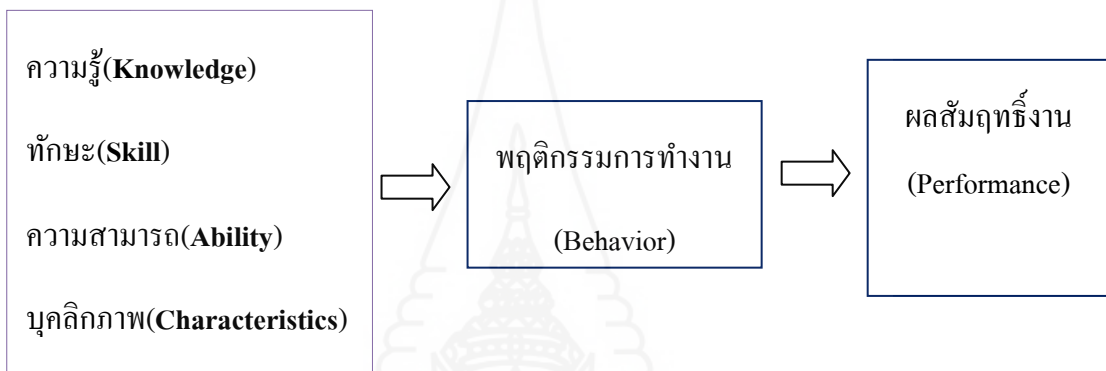 ความรู้(Knowledge)
ทักษะ(Skill)
ความสามารถ(Ability)
บุคลิกภาพ(Characteristics)
พฤติกรรมการทำงาน
(Behavior)
ผลสัมฤทธิ์งาน
(Performance)